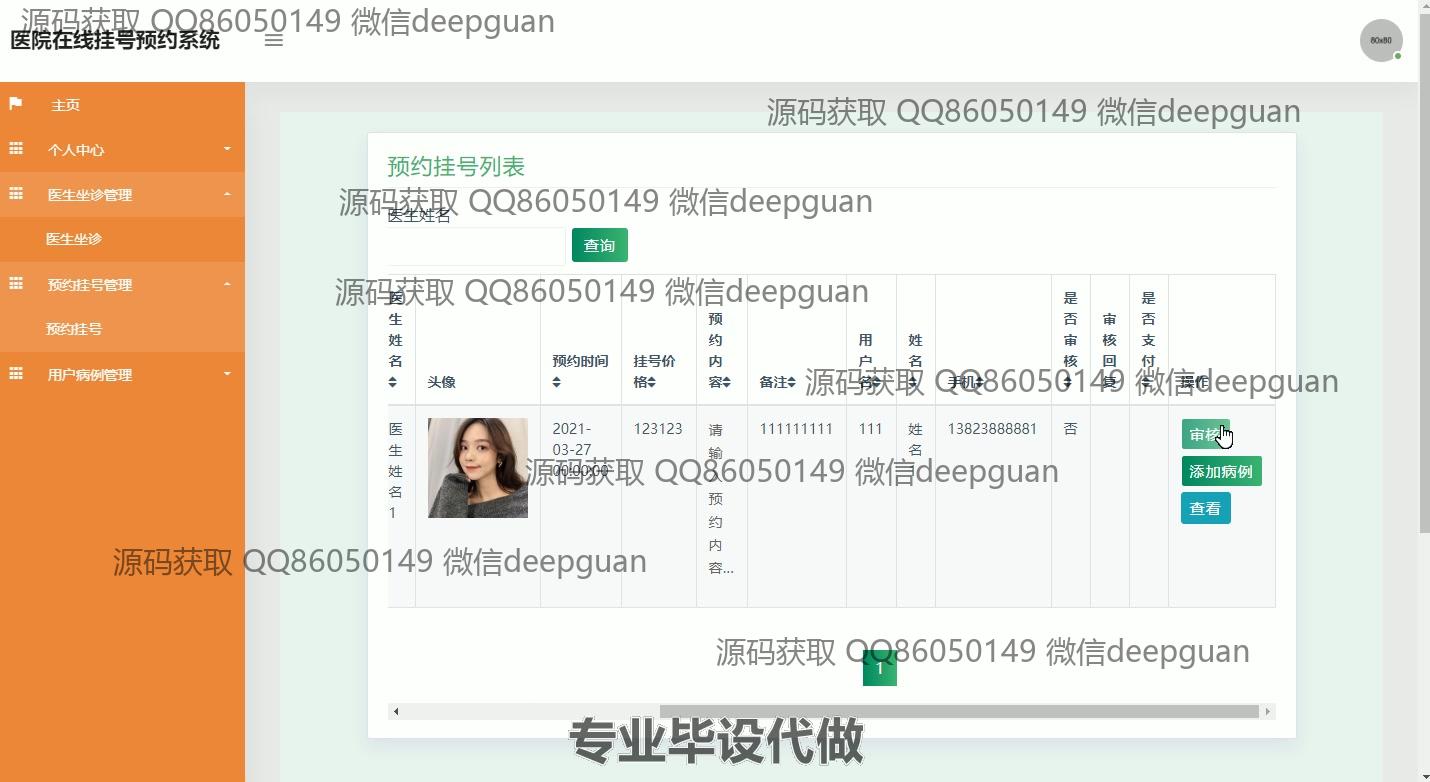 源码获取 QQ86050149 微信deepguan
医院在线挂号预约系统
80x80
主页
个人中心
医生坐诊管理
医生坐诊
预约挂号管理
预约挂号
用户病例管理
源码获取 QQ86050149 微信deepguan
预约挂号列表
源码获取 QQ86050149 微信deepguan
医生姓名
查询
源码获取 QQ86050149 微信deepguan
医生姓名 头像 预约时间 挂号价格 预约内容 备注 用户名 姓名 手机 是否审核 审核回复 是否支付 操作
源码获取 QQ86050149 微信deepguan
医生姓名1 2021-03-27 00:00:00 123123 请输入预约内容... 111111111 111 姓名 13823888881 否
审核
添加病例
查看
源码获取 QQ86050149 微信deepguan
源码获取 QQ86050149 微信deepguan
源码获取 QQ86050149 微信deepguan
1
专业毕设代做